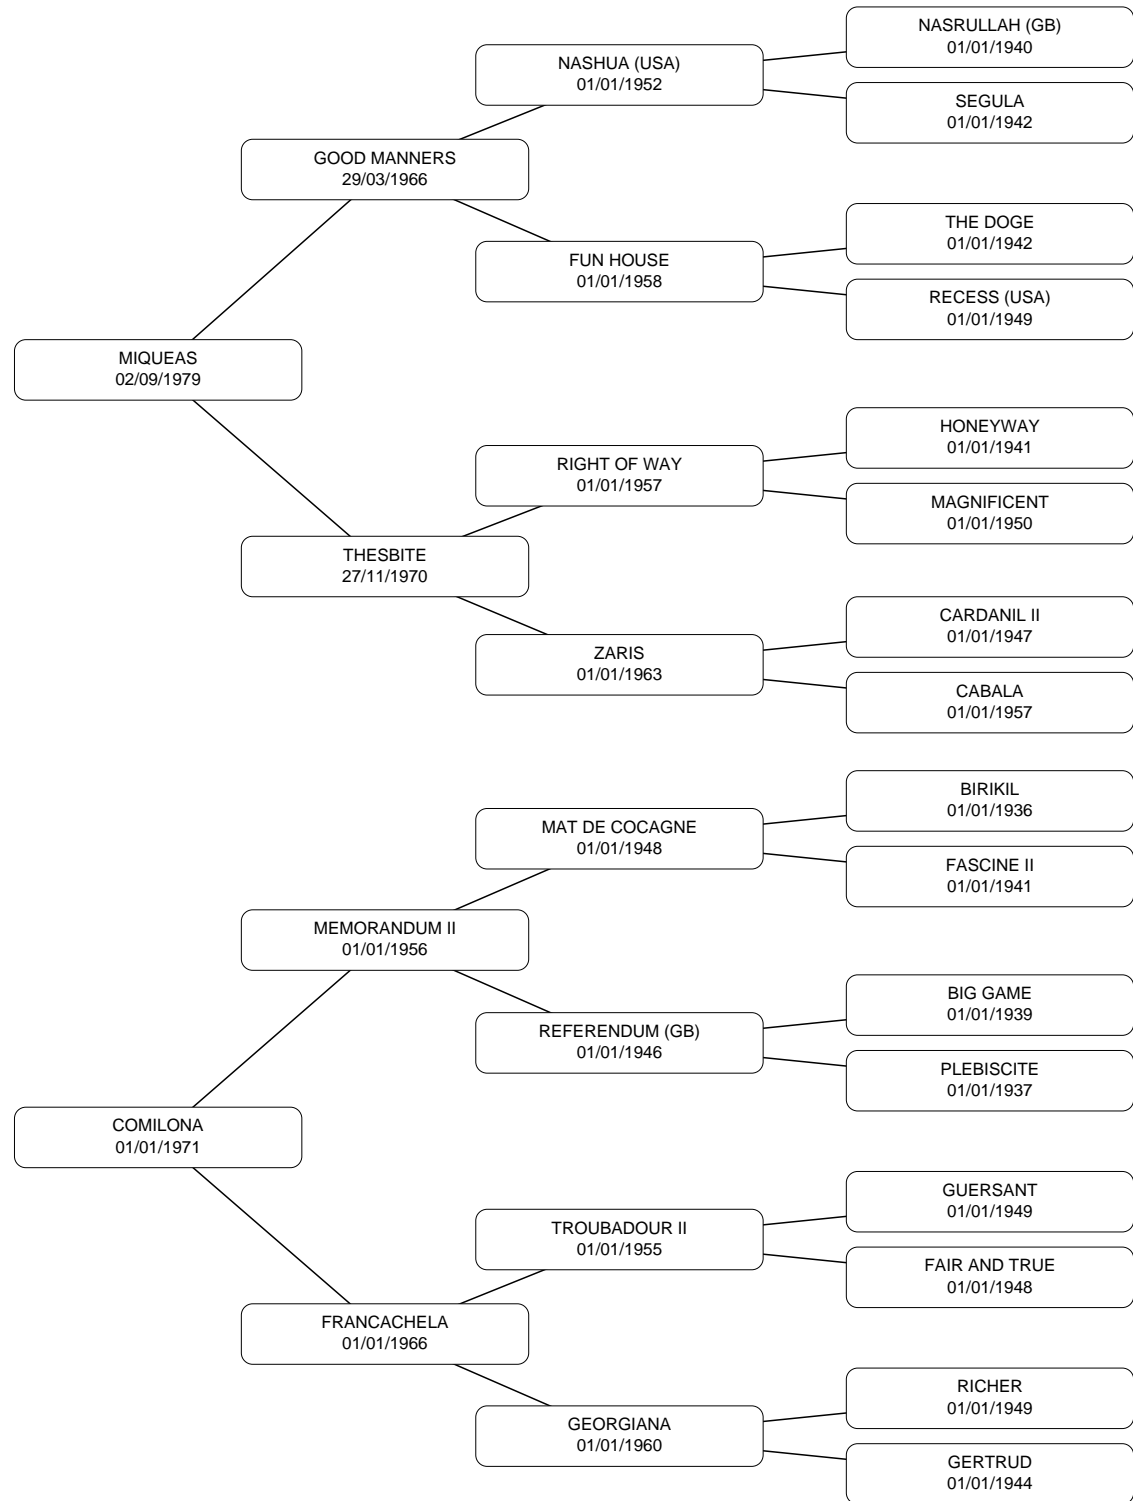 NASRULLAH (GB)
01/01/1940
NASHUA (USA)
01/01/1952
SEGULA
01/01/1942
GOOD MANNERS
29/03/1966
THE DOGE
01/01/1942
FUN HOUSE
01/01/1958
RECESS (USA)
01/01/1949
MIQUEAS
02/09/1979
HONEYWAY
01/01/1941
RIGHT OF WAY
01/01/1957
MAGNIFICENT
01/01/1950
THESBITE
27/11/1970
CARDANIL II
01/01/1947
ZARIS
01/01/1963
CABALA
01/01/1957
BIRIKIL
01/01/1936
MAT DE COCAGNE
01/01/1948
FASCINE II
01/01/1941
MEMORANDUM II
01/01/1956
BIG GAME
01/01/1939
REFERENDUM (GB)
01/01/1946
PLEBISCITE
01/01/1937
COMILONA
01/01/1971
GUERSANT
01/01/1949
TROUBADOUR II
01/01/1955
FAIR AND TRUE
01/01/1948
FRANCACHELA
01/01/1966
RICHER
01/01/1949
GEORGIANA
01/01/1960
GERTRUD
01/01/1944